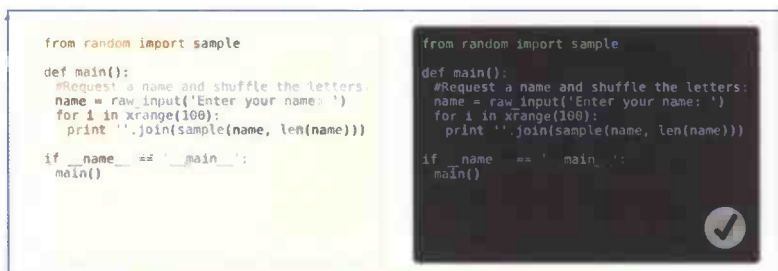 from random import sample
def main():
#Request a name and shuffle the letters:
name = raw_input('Enter your name: ')
for i in xrange(100):
print ''.join(sample(name, len(name)))
if __name__ == '__main__':
main()
from random import sample
def main():
#Request a name and shuffle the letters:
name = raw_input('Enter your name: ')
for i in xrange(100):
print ''.join(sample(name, len(name)))
if __name__ == '__main__':
main()